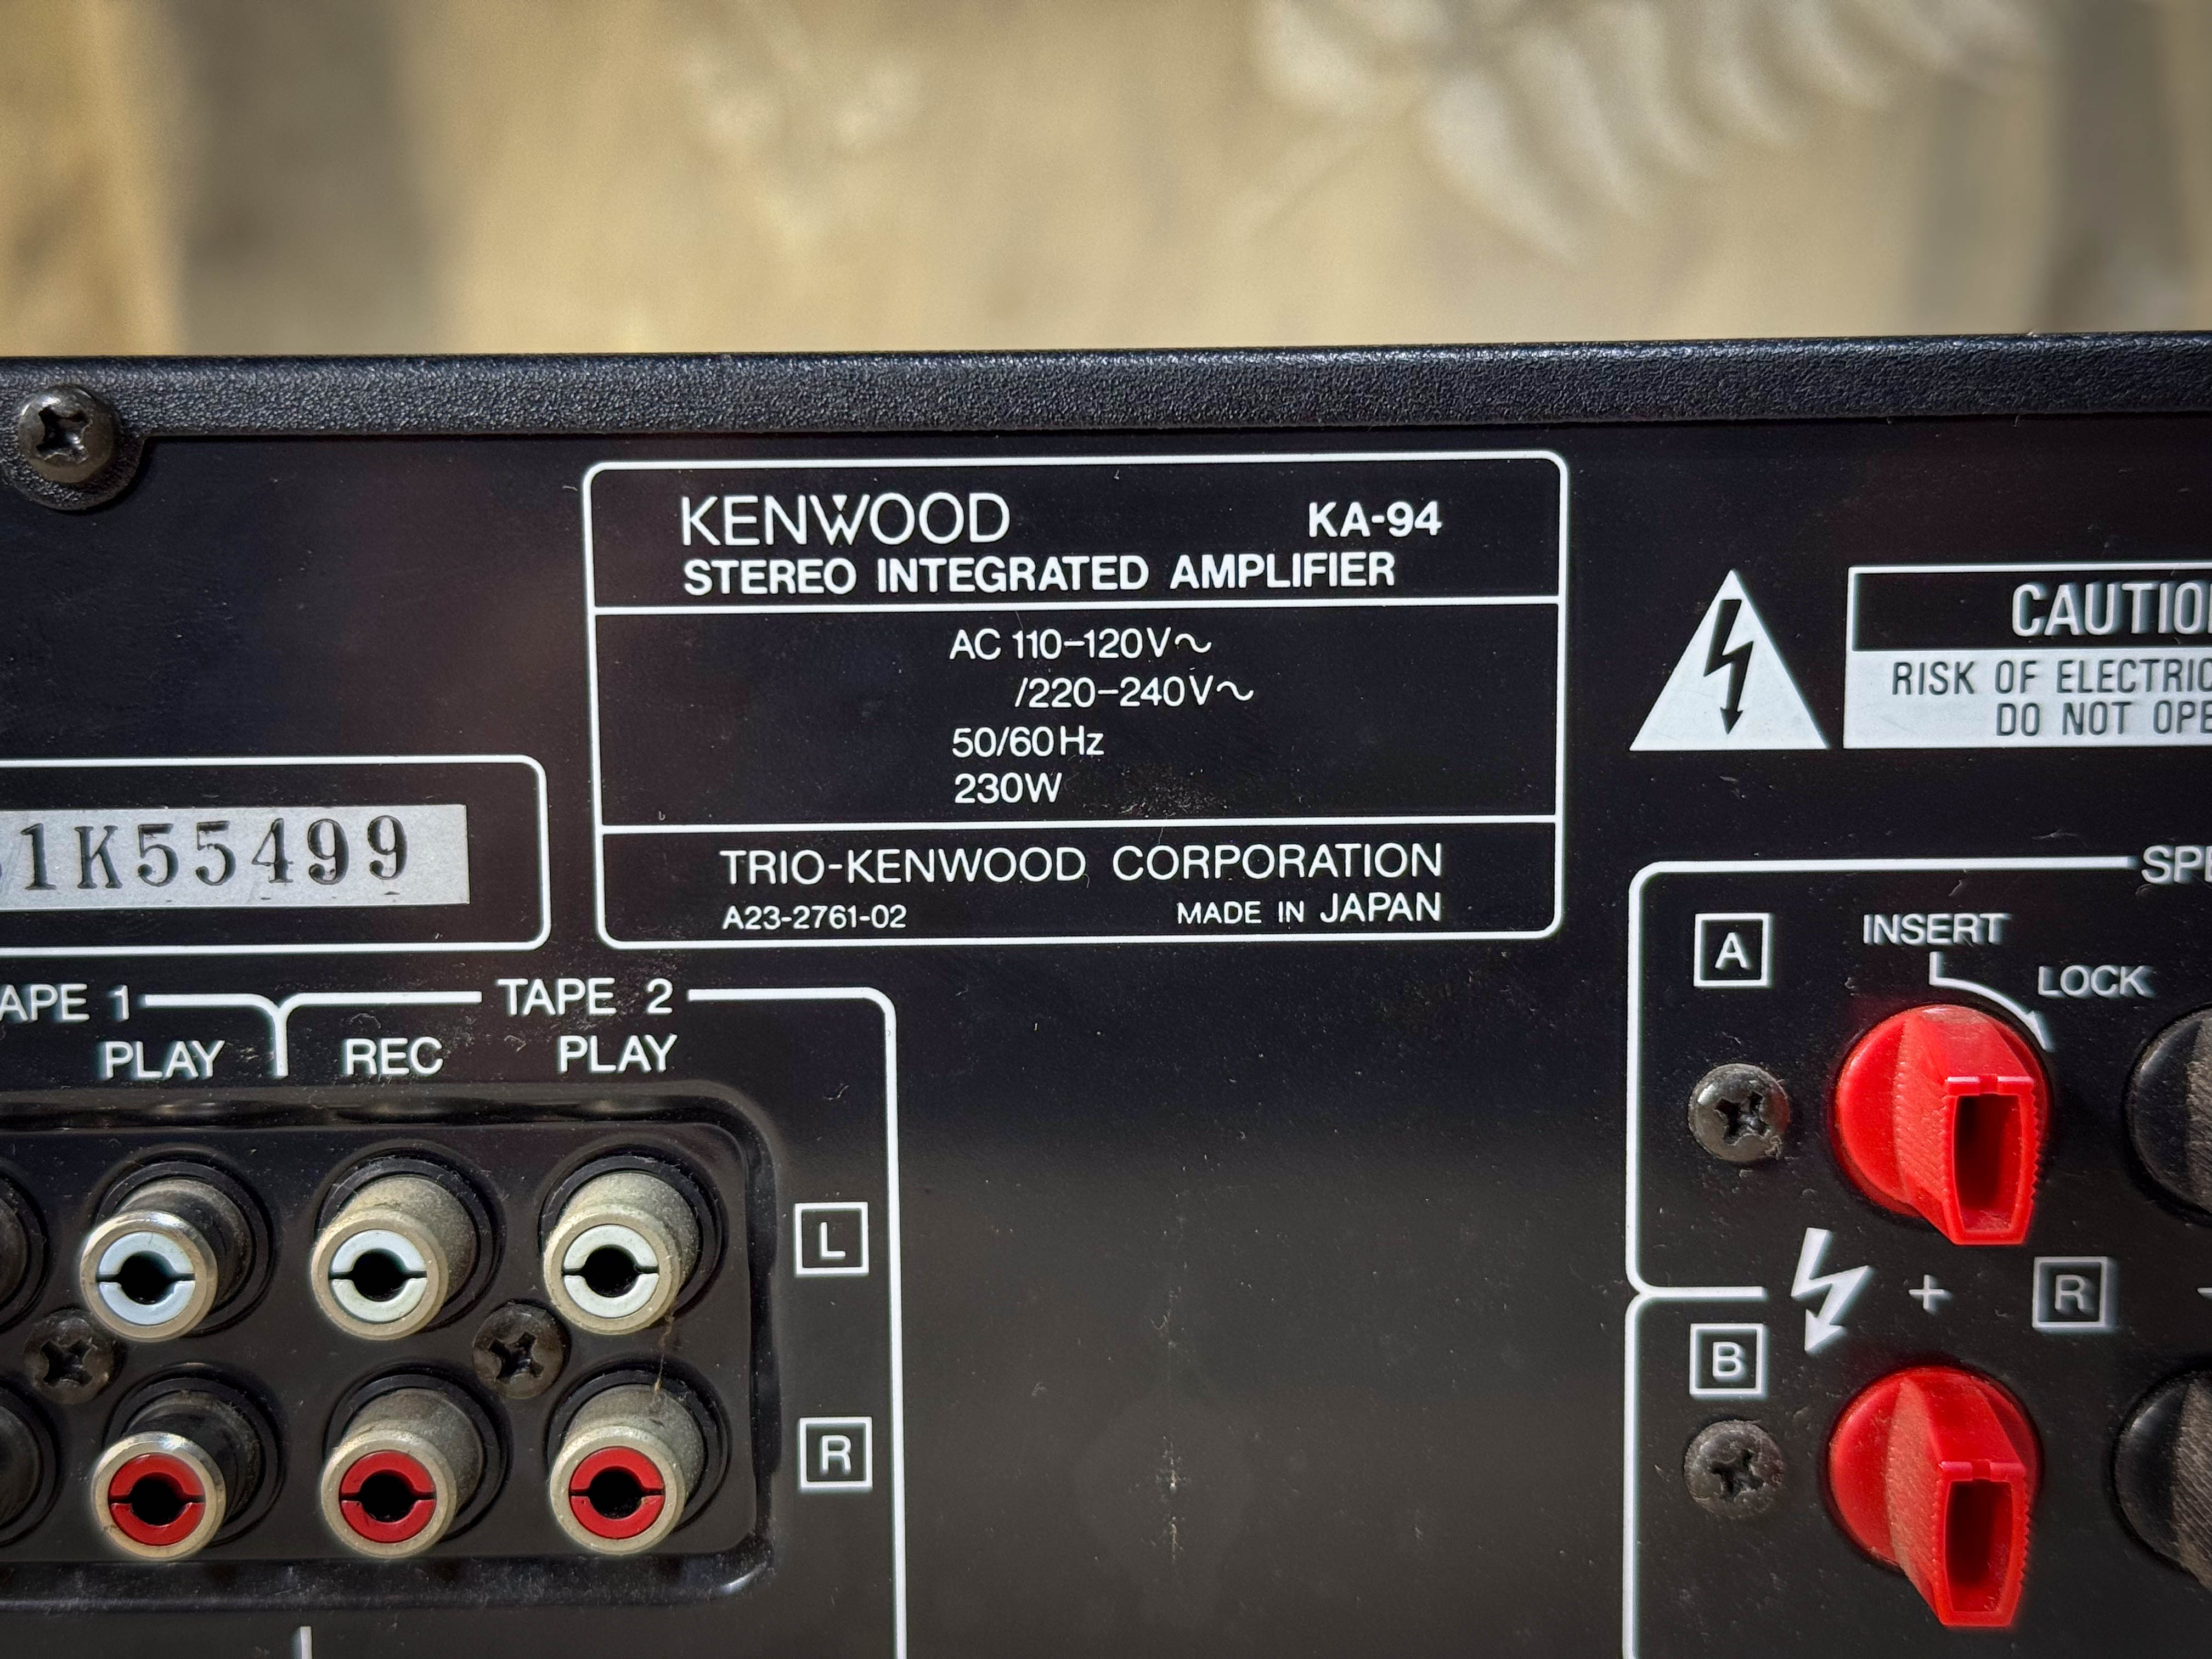 KENWOOD KA-94
STEREO INTEGRATED AMPLIFIER
AC 110-120V~
/220-240V~
50/60Hz
230W
TRIO-KENWOOD CORPORATION
A23-2761-02 MADE IN JAPAN
1K55499
CAUTIO
RISK OF ELECTRIC
DO NOT OPE
APE 1
PLAY
TAPE 2
REC PLAY
L
R
SPE
A
INSERT
LOCK
+ R -
B